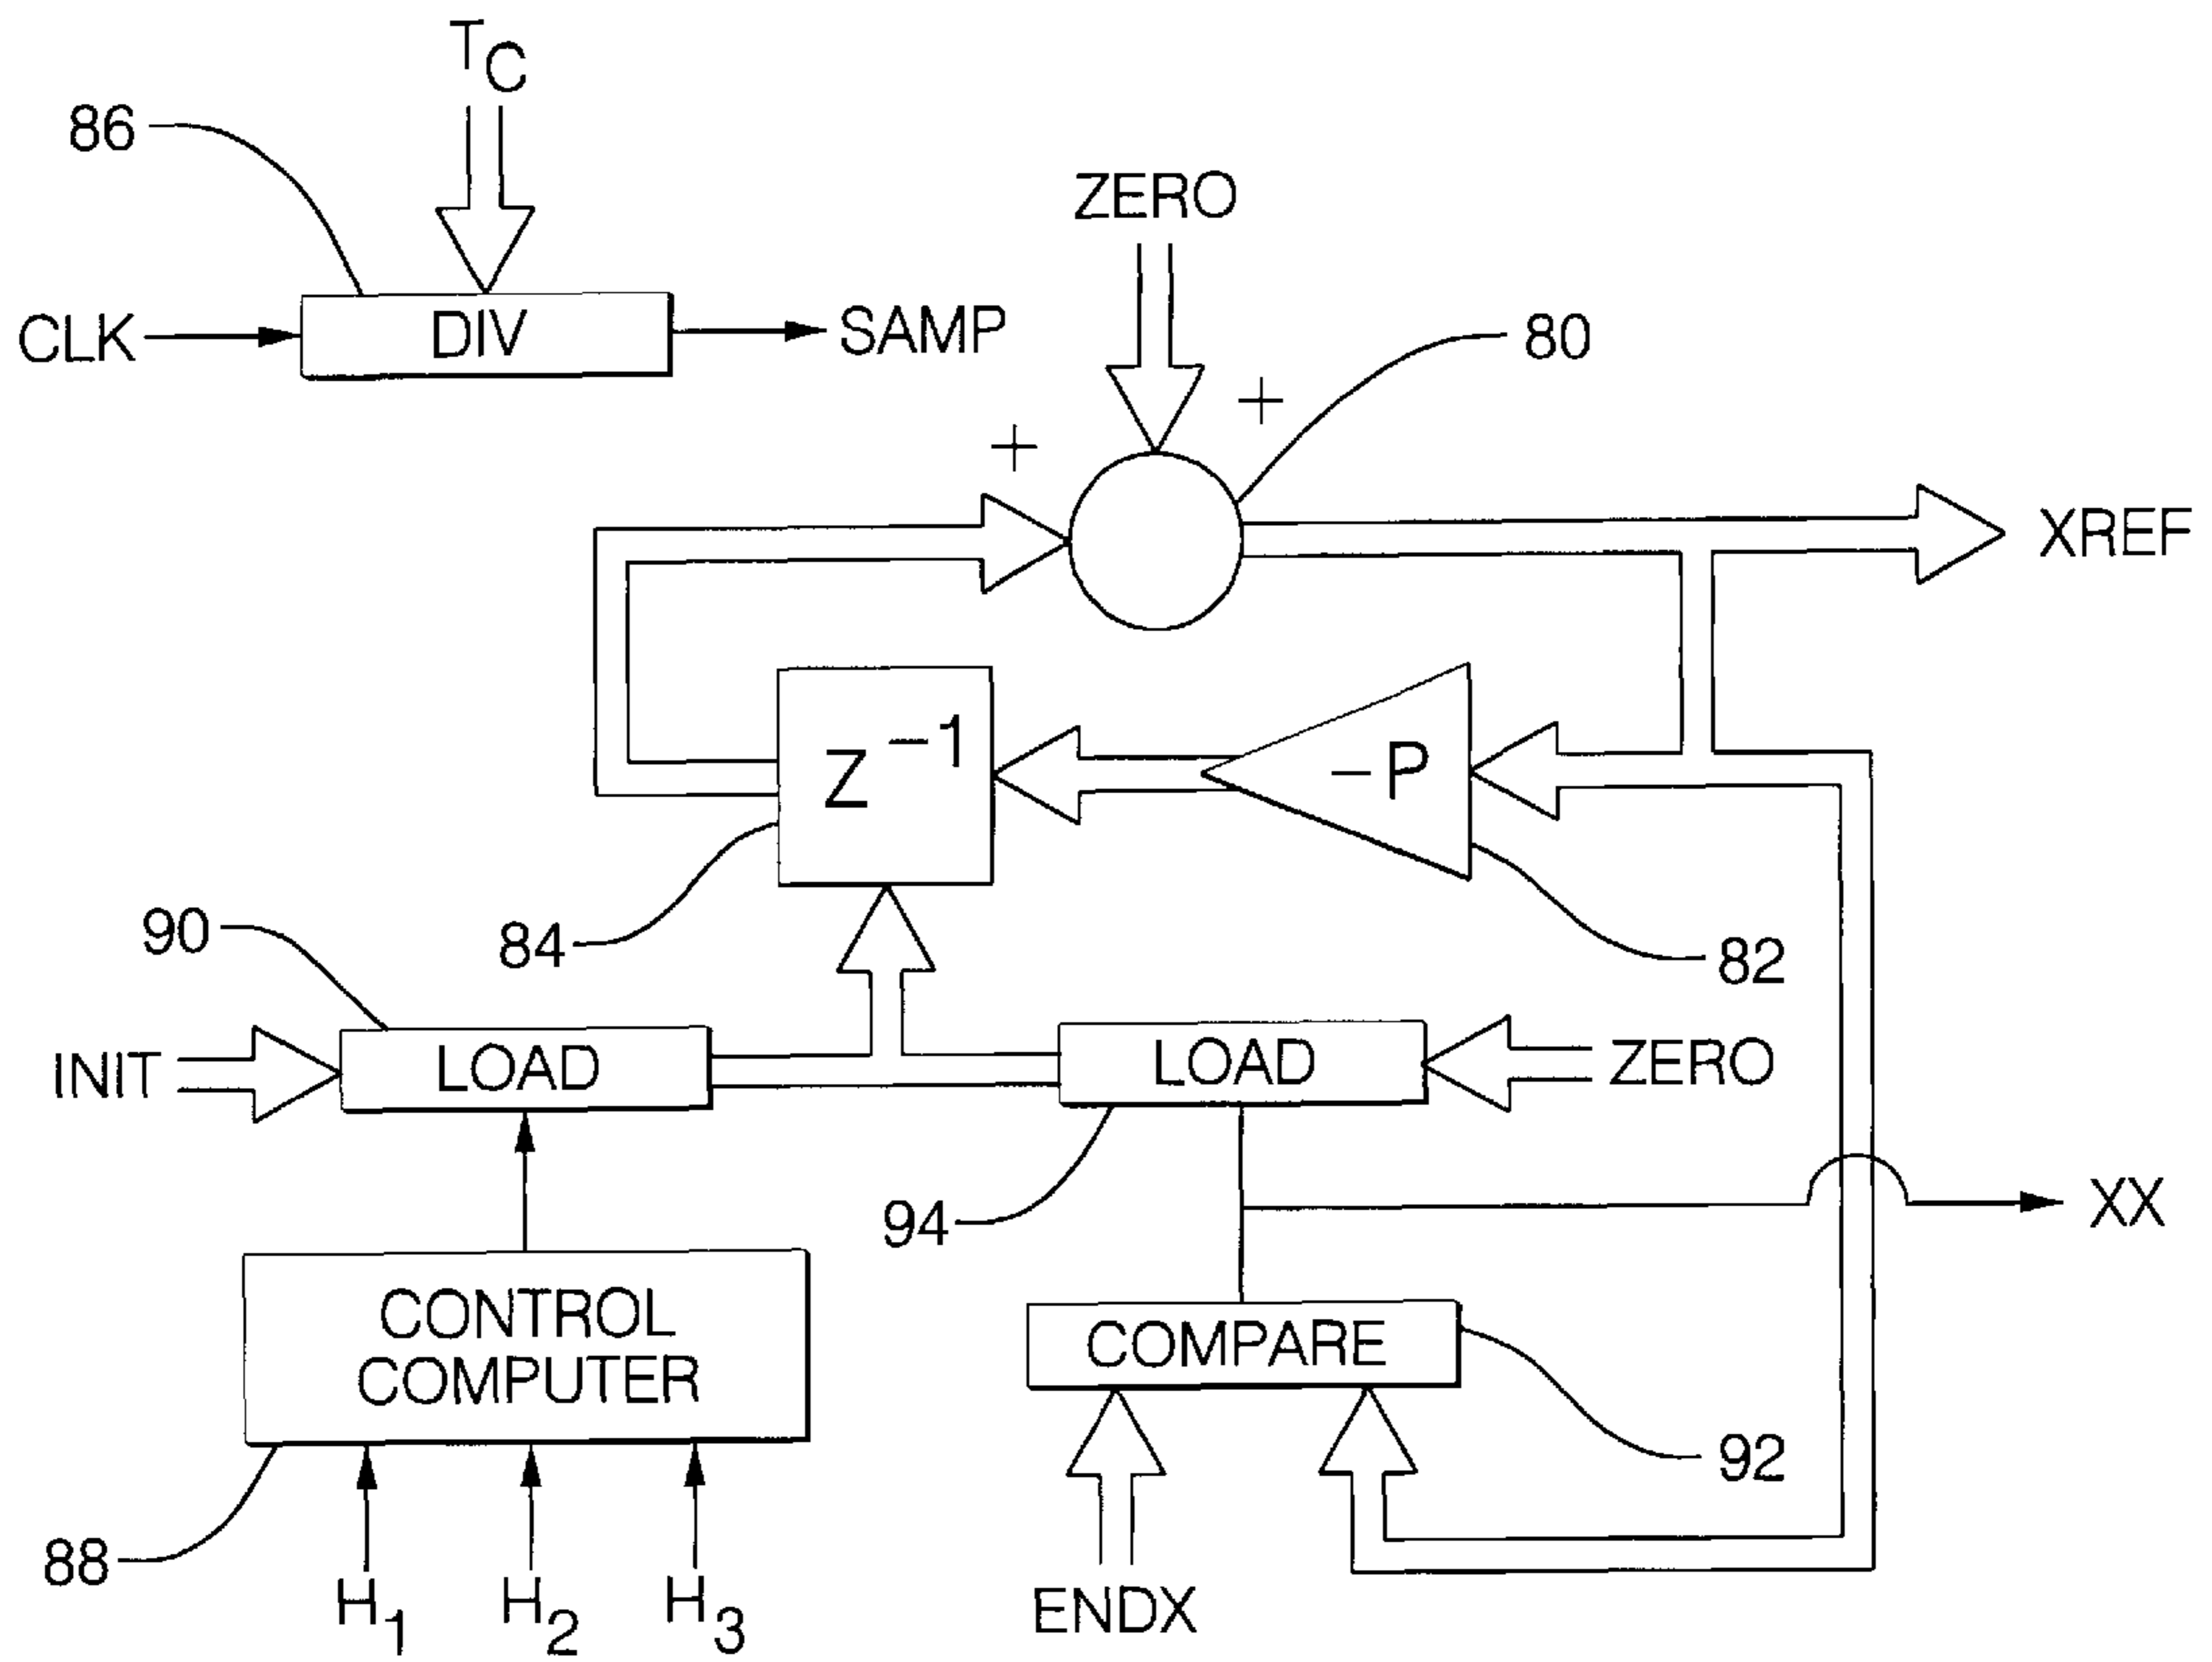 T_C
86
ZERO
CLK
DIV
SAMP
80
+
+
XREF
Z^-1
-P
90
84
82
INIT
LOAD
LOAD
ZERO
94
XX
CONTROL
COMPUTER
COMPARE
92
88
H_1
H_2
H_3
ENDX